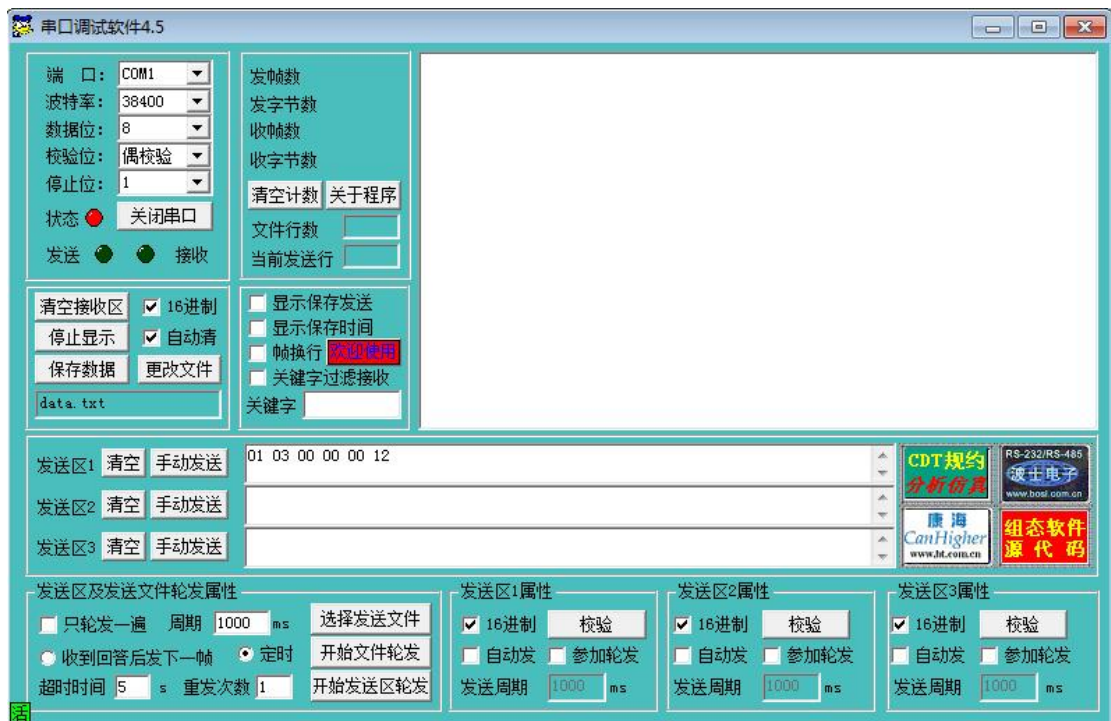 串口调试软件4.5
端 口: COM1
波特率: 38400
数据位: 8
校验位: 偶校验
停止位: 1
状态 关闭串口
发送 接收
发帧数
发字节数
收帧数
收字节数
清空计数 关于程序
文件行数
当前发送行
清空接收区 16进制
停止显示 自动清
保存数据 更改文件
data.txt
显示保存发送
显示保存时间
帧换行 欢迎使用
关键字过滤接收
关键字
发送区1 清空 手动发送 01 03 00 00 00 12
发送区2 清空 手动发送
发送区3 清空 手动发送
CDT规约
分析仿真
RS-232/RS-485
波士电子
www.bosi.com.cn
康海
CanHigher
www.ht.com.cn
组态软件
源代码
发送区及发送文件轮发属性
只轮发一遍 周期 1000 ms 选择发送文件
收到回答后发下一帧 定时 开始文件轮发
超时时间 5 s 重发次数 1 开始发送区轮发
发送区1属性
16进制 校验
自动发 参加轮发
发送周期 1000 ms
发送区2属性
16进制 校验
自动发 参加轮发
发送周期 1000 ms
发送区3属性
16进制 校验
自动发 参加轮发
发送周期 1000 ms
活